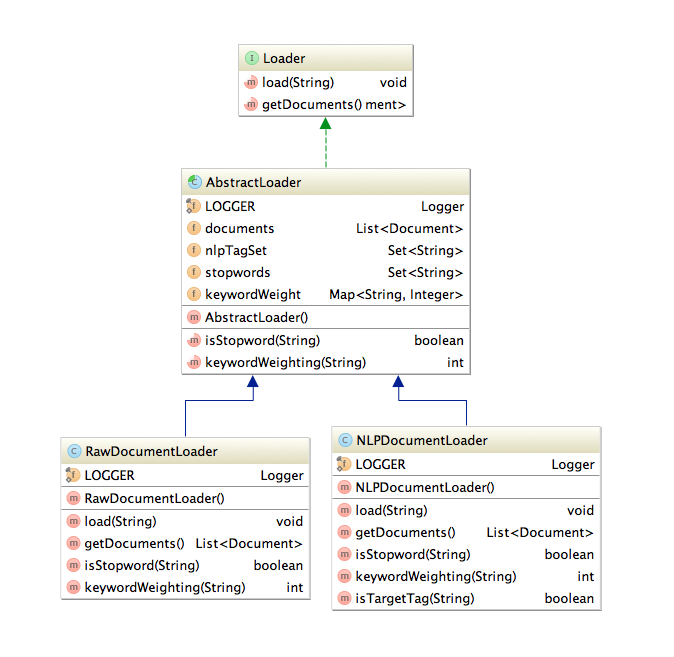 I Loader
m load(String) void
m getDocuments() ment>
C AbstractLoader
f LOGGER Logger
f documents List<Document>
f nlpTagSet Set<String>
f stopwords Set<String>
f keywordWeight Map<String, Integer>
m AbstractLoader()
m isStopword(String) boolean
m keywordWeighting(String) int
C RawDocumentLoader
f LOGGER Logger
m RawDocumentLoader()
m load(String) void
m getDocuments() List<Document>
m isStopword(String) boolean
m keywordWeighting(String) int
C NLPDocumentLoader
f LOGGER Logger
m NLPDocumentLoader()
m load(String) void
m getDocuments() List<Document>
m isStopword(String) boolean
m keywordWeighting(String) int
m isTargetTag(String) boolean